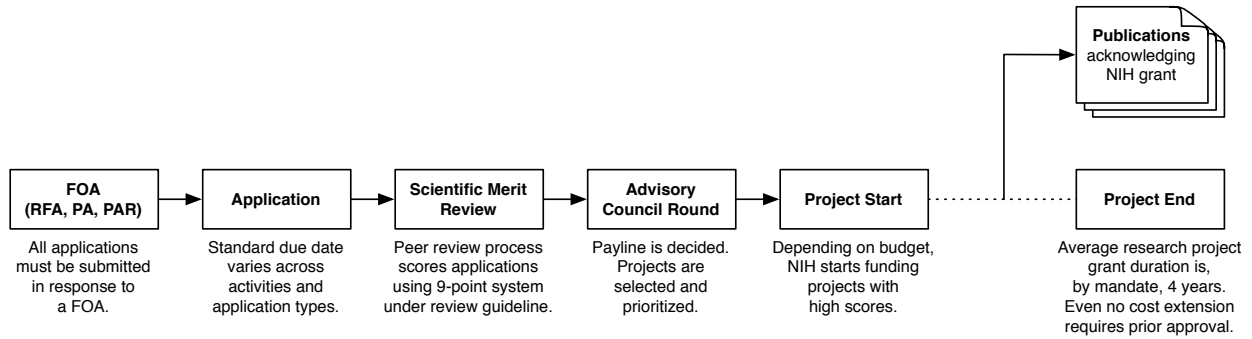 Publications
acknowledging
NIH grant
FOA
(RFA, PA, PAR)
All applications
must be submitted
in response to
a FOA.
Application
Standard due date
varies across
activities and
application types.
Scientific Merit
Review
Peer review process
scores applications
using 9-point system
under review guideline.
Advisory
Council Round
Payline is decided.
Projects are
selected and
prioritized.
Project Start
Depending on budget,
NIH starts funding
projects with
high scores.
Project End
Average research project
grant duration is,
by mandate, 4 years.
Even no cost extension
requires prior approval.